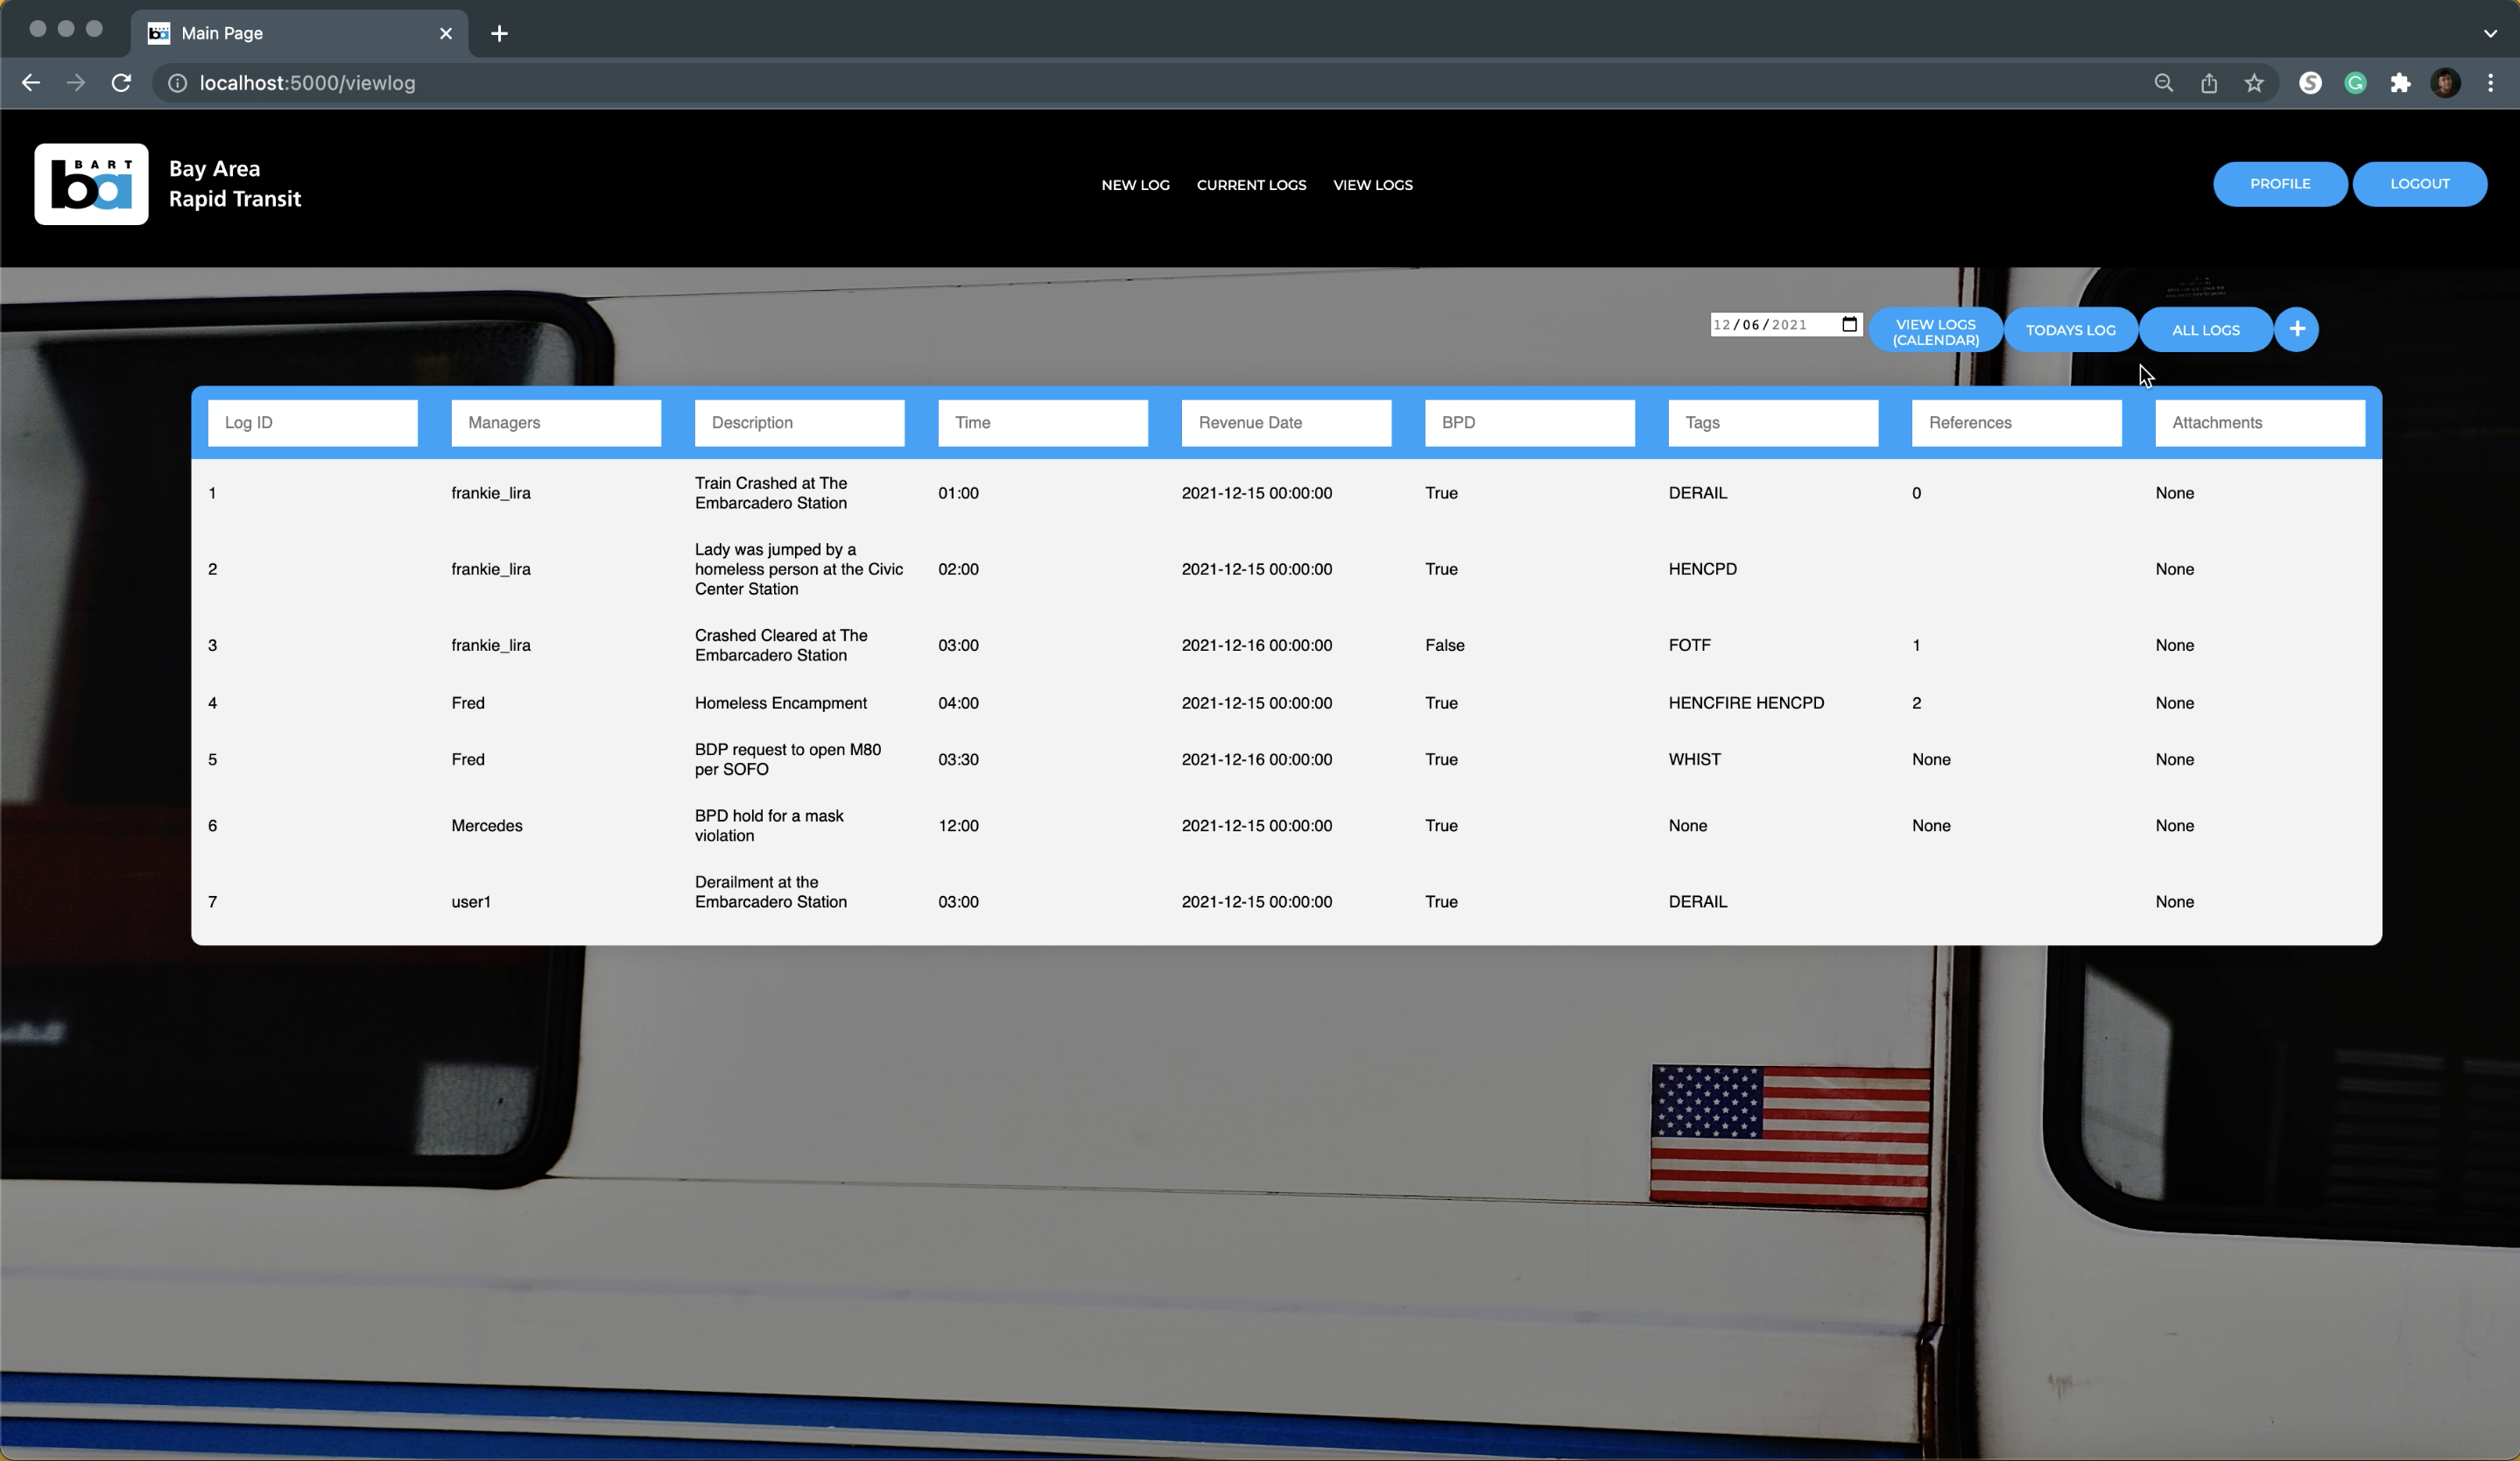 Main Page
localhost:5000/viewlog
BART
ba
Bay Area
Rapid Transit
NEW LOG CURRENT LOGS VIEW LOGS
PROFILE LOGOUT
12/06/2021
VIEW LOGS
(CALENDAR)
TODAYS LOG
ALL LOGS
+
Log ID Managers Description Time Revenue Date BPD Tags References Attachments
1 frankie_lira Train Crashed at The
Embarcadero Station 01:00 2021-12-15 00:00:00 True DERAIL 0 None
2 frankie_lira Lady was jumped by a
homeless person at the Civic
Center Station 02:00 2021-12-15 00:00:00 True HENCPD None
3 frankie_lira Crashed Cleared at The
Embarcadero Station 03:00 2021-12-16 00:00:00 False FOTF 1 None
4 Fred Homeless Encampment 04:00 2021-12-15 00:00:00 True HENCFIRE HENCPD 2 None
5 Fred BDP request to open M80
per SOFO 03:30 2021-12-16 00:00:00 True WHIST None None
6 Mercedes BPD hold for a mask
violation 12:00 2021-12-15 00:00:00 True None None None
7 user1 Derailment at the
Embarcadero Station 03:00 2021-12-15 00:00:00 True DERAIL None